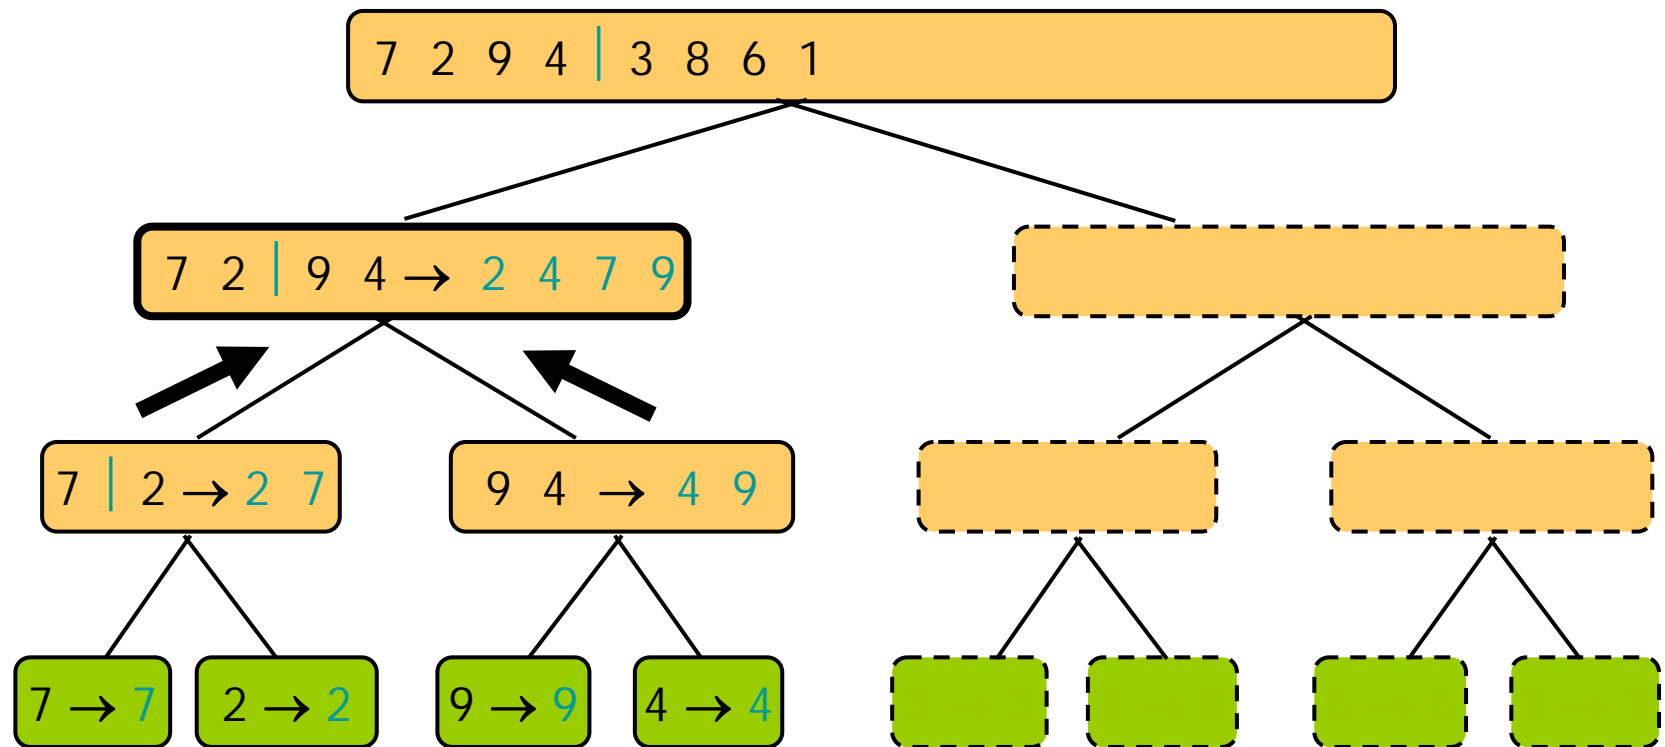 7 2 9 4 | 3 8 6 1
7 2 | 9 4 → 2 4 7 9
7 | 2 → 2 7
9 4 → 4 9
7 → 7
2 → 2
9 → 9
4 → 4